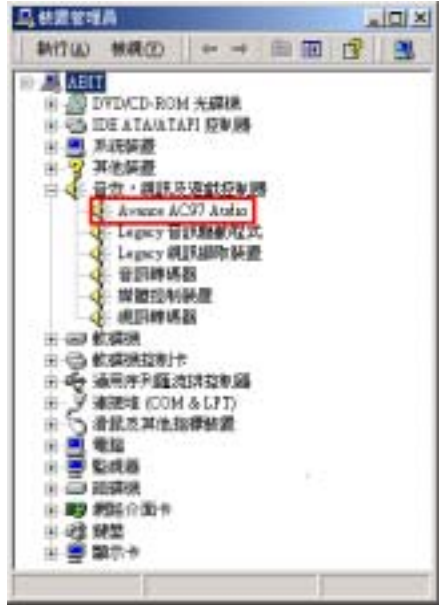 裝置管理員
執行(A) 檢視(V)
ABIT
DVD/CD-ROM 光碟機
IDE ATA/ATAPI 控制器
系統裝置
其他裝置
音效，視訊及遊戲控制器
Avance AC97 Audio
Legacy 音訊驅動程式
Legacy 視訊擷取裝置
音訊轉碼器
媒體控制裝置
視訊轉碼器
軟碟機
軟碟機控制卡
通用序列匯流排控制器
連接埠 (COM & LPT)
滑鼠及其他指標裝置
電腦
監視器
磁碟機
網路介面卡
鍵盤
顯示卡